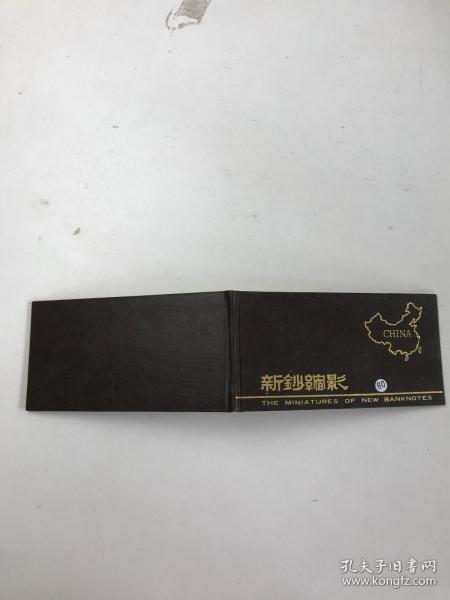 CHINA
新鈔縮影
60
THE MINIATURES OF NEW BANKNOTES
孔夫子旧书网
www.kongfz.com